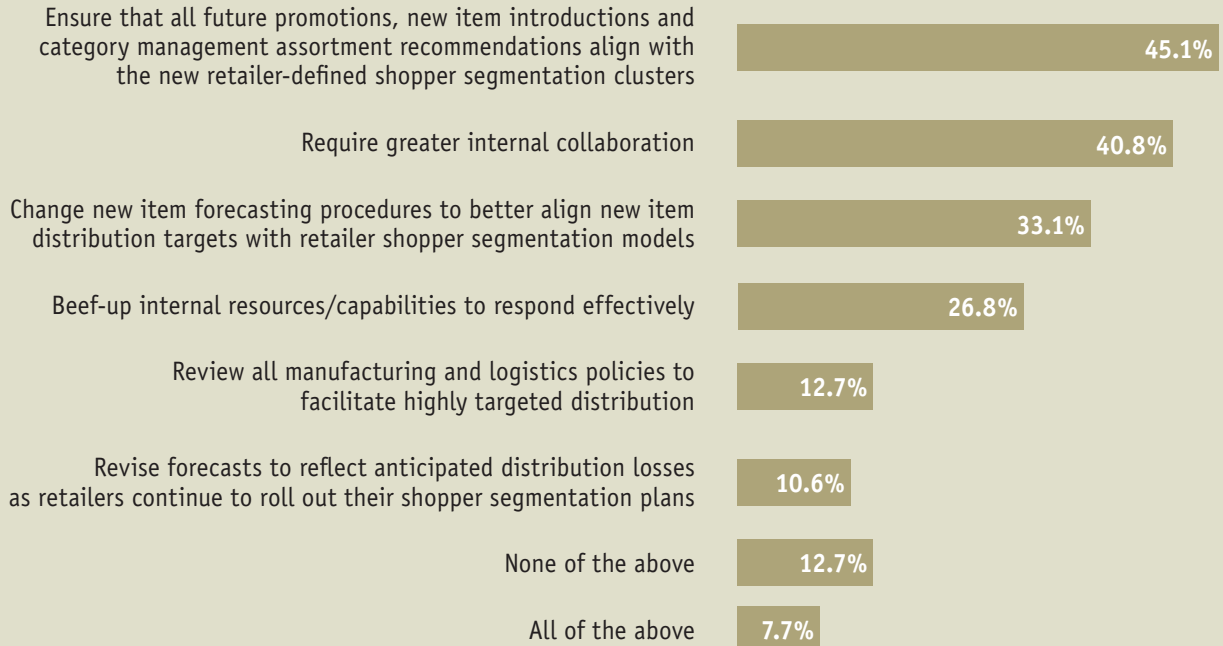 Ensure that all future promotions, new item introductions and
category management assortment recommendations align with
the new retailer-defined shopper segmentation clusters
45.1%
Require greater internal collaboration
40.8%
Change new item forecasting procedures to better align new item
distribution targets with retailer shopper segmentation models
33.1%
Beef-up internal resources/capabilities to respond effectively
26.8%
Review all manufacturing and logistics policies to
facilitate highly targeted distribution
12.7%
Revise forecasts to reflect anticipated distribution losses
as retailers continue to roll out their shopper segmentation plans
10.6%
None of the above
12.7%
All of the above
7.7%